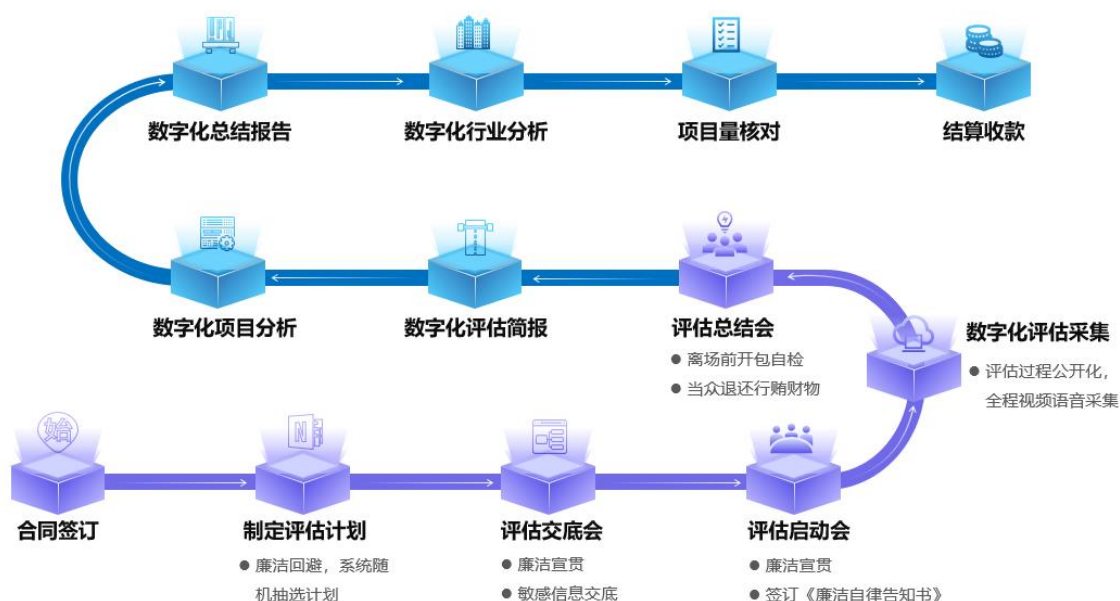 数字化总结报告
数字化行业分析
项目量核对
结算收款
数字化项目分析
数字化评估简报
评估总结会
● 离场前开包自检
● 当众退还行贿财物
数字化评估采集
● 评估过程公开化，
全程视频语音采集
始
N
合同签订
制定评估计划
● 廉洁回避，系统随
机抽选计划
评估交底会
● 廉洁宣贯
● 敏感信息交底
评估启动会
● 廉洁宣贯
● 签订《廉洁自律告知书》